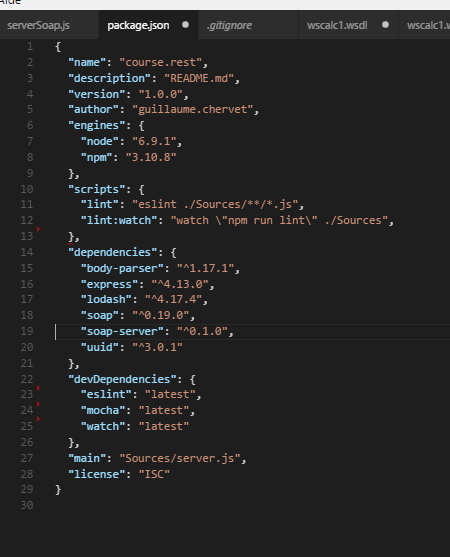 Aide
serverSoap.js package.json .gitignore wscalc1.wsdl wscalc1.w
1 {
2 "name": "course.rest",
3 "description": "README.md",
4 "version": "1.0.0",
5 "author": "guillaume.chervet",
6 "engines": {
7 "node": "6.9.1",
8 "npm": "3.10.8"
9 },
10 "scripts": {
11 "lint": "eslint ./Sources/**/*.js",
12 "lint:watch": "watch \"npm run lint\" ./Sources",
13 },
14 "dependencies": {
15 "body-parser": "^1.17.1",
16 "express": "^4.13.0",
17 "lodash": "^4.17.4",
18 "soap": "^0.19.0",
19 "soap-server": "^0.1.0",
20 "uuid": "^3.0.1"
21 },
22 "devDependencies": {
23 "eslint": "latest",
24 "mocha": "latest",
25 "watch": "latest"
26 },
27 "main": "Sources/server.js",
28 "license": "ISC"
29 }
30